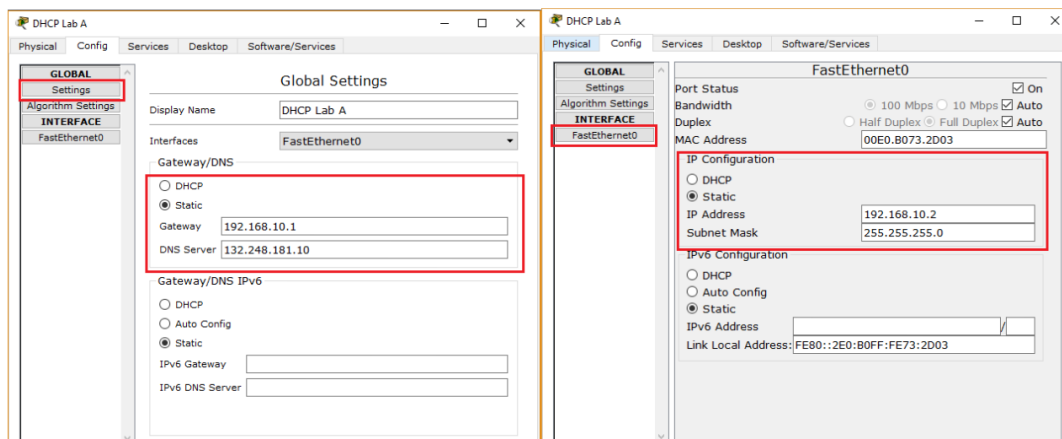 DHCP Lab A
Physical Config Services Desktop Software/Services
GLOBAL
Settings
Algorithm Settings
INTERFACE
FastEthernet0
Global Settings
Display Name DHCP Lab A
Interfaces FastEthernet0
Gateway/DNS
DHCP
Static
Gateway 192.168.10.1
DNS Server 132.248.181.10
Gateway/DNS IPv6
DHCP
Auto Config
Static
IPv6 Gateway
IPv6 DNS Server
DHCP Lab A
Physical Config Services Desktop Software/Services
GLOBAL
Settings
Algorithm Settings
INTERFACE
FastEthernet0
FastEthernet0
Port Status On
Bandwidth 100 Mbps 10 Mbps Auto
Duplex Half Duplex Full Duplex Auto
MAC Address 00E0.B073.2D03
IP Configuration
DHCP
Static
IP Address 192.168.10.2
Subnet Mask 255.255.255.0
IPv6 Configuration
DHCP
Auto Config
Static
IPv6 Address /
Link Local Address: FE80::2E0:B0FF:FE73:2D03